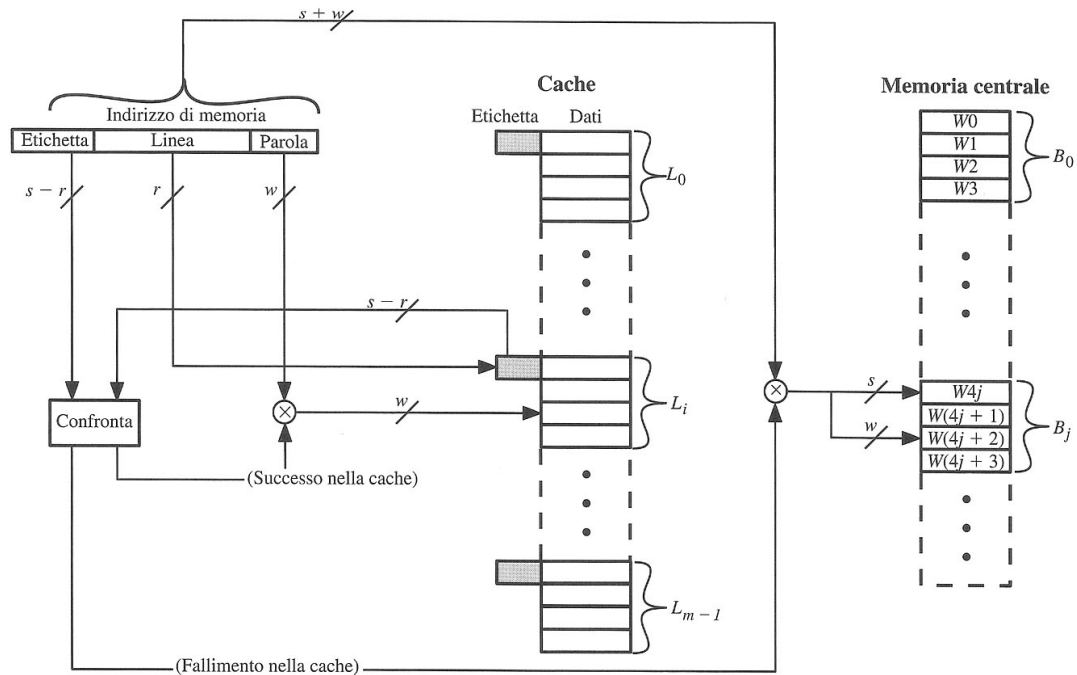 s + w
Cache
Memoria centrale
Indirizzo di memoria
Etichetta Dati
Etichetta Linea Parola
W0
W1
W2
W3
B0
L0
s – r
r
w
s – r
Li
Confronta
w
s
w
W4j
W(4j + 1)
W(4j + 2)
W(4j + 3)
Bj
(Successo nella cache)
Lm – 1
(Fallimento nella cache)